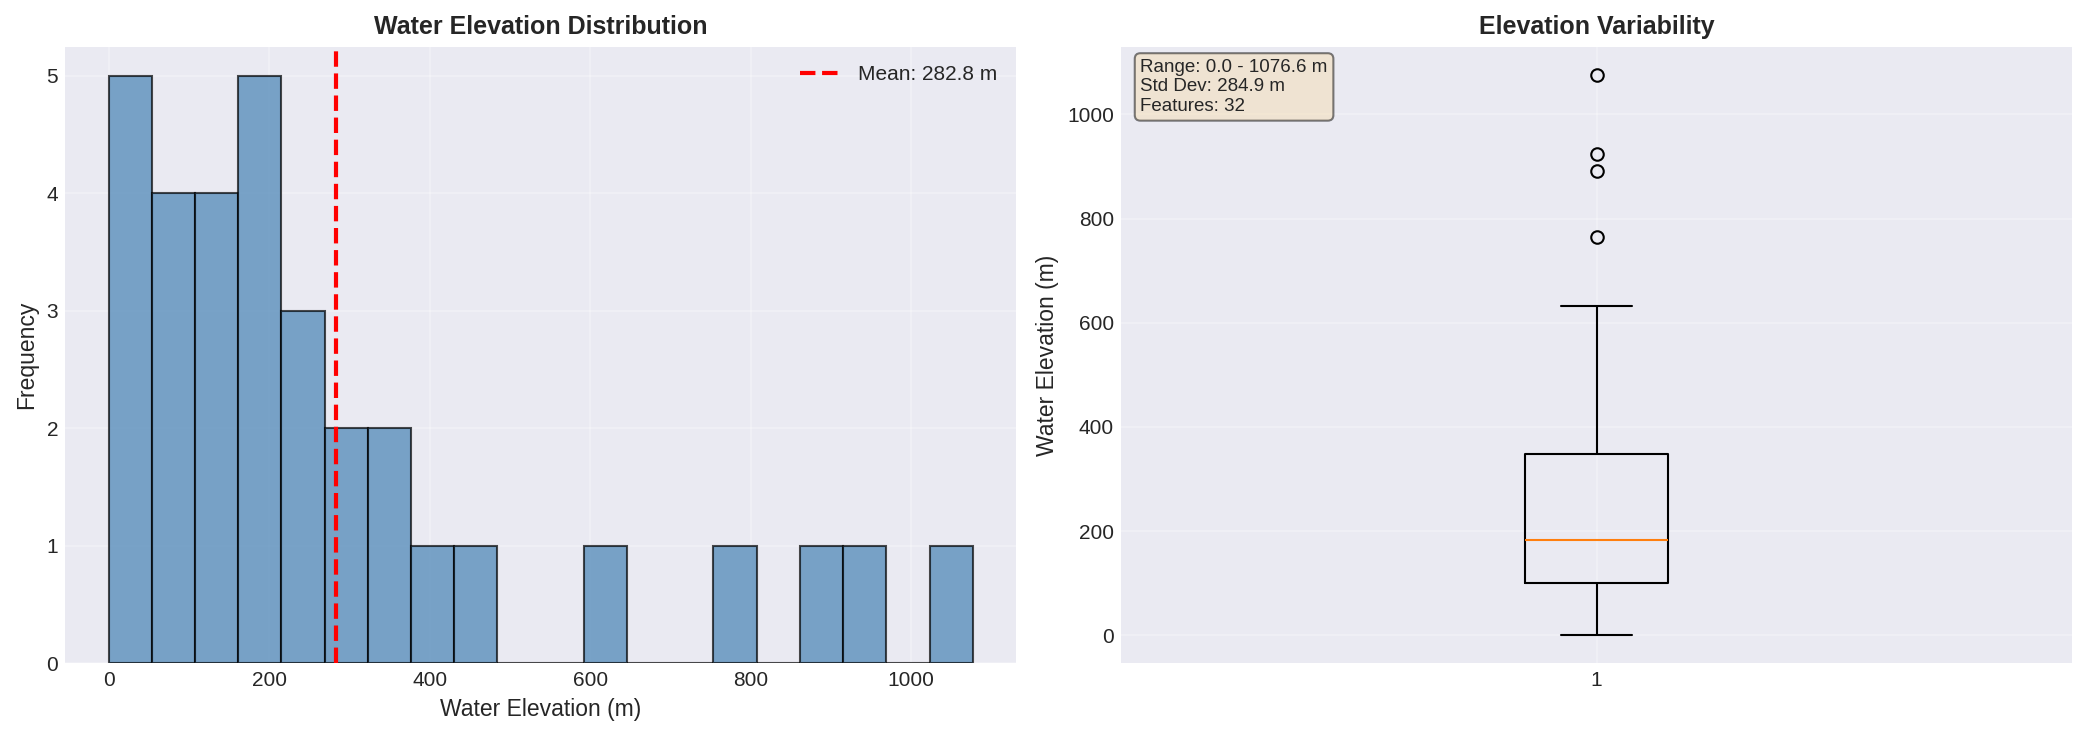 Water Elevation Distribution
Mean: 282.8 m
5
4
3
2
1
0
Frequency
0 200 400 600 800 1000
Water Elevation (m)
Elevation Variability
Range: 0.0 - 1076.6 m
Std Dev: 284.9 m
Features: 32
1000
800
600
400
200
0
Water Elevation (m)
1